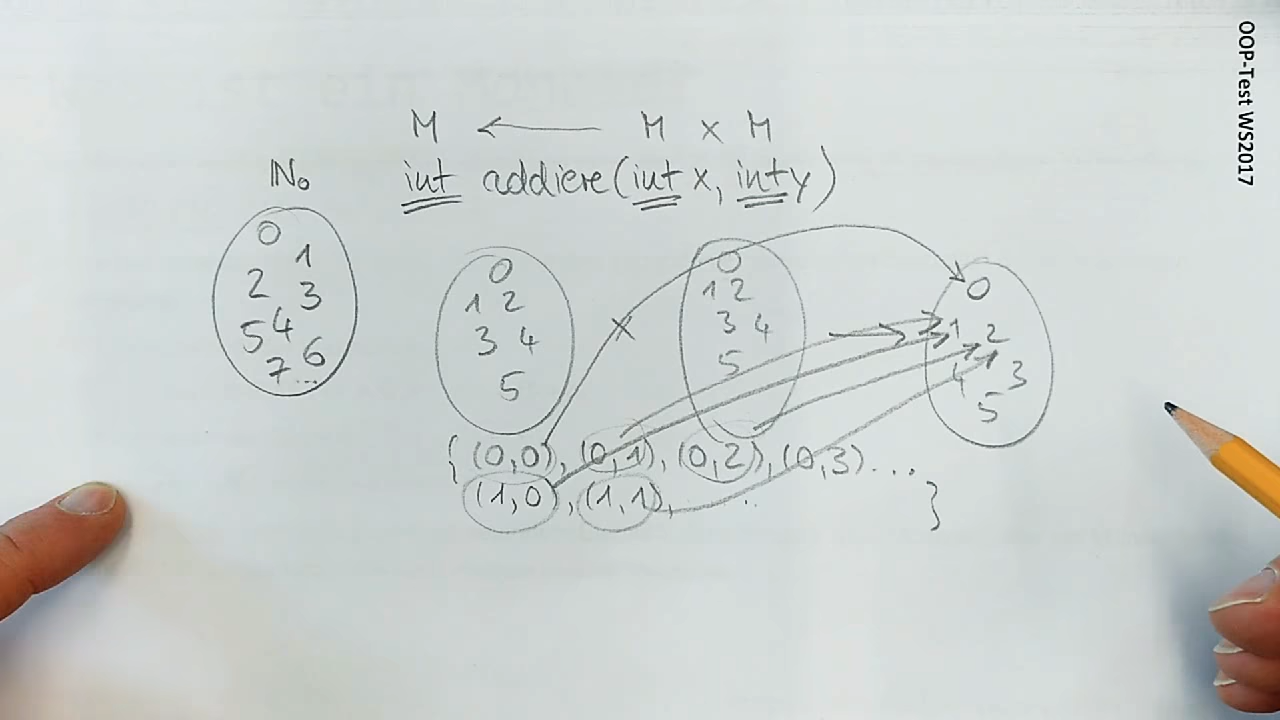 OOP-Test WS2017
M ← M x M
int addiere(int x, int y)
ℕ₀
0
1
2 3
5 4 6
7 ...
0
1 2
3 4
5
0
1 2
3 4
5
x
0
1 2
4 3
5
{(0,0), (0,1), (0,2), (0,3)...
(1,0), (1,1), ..
}